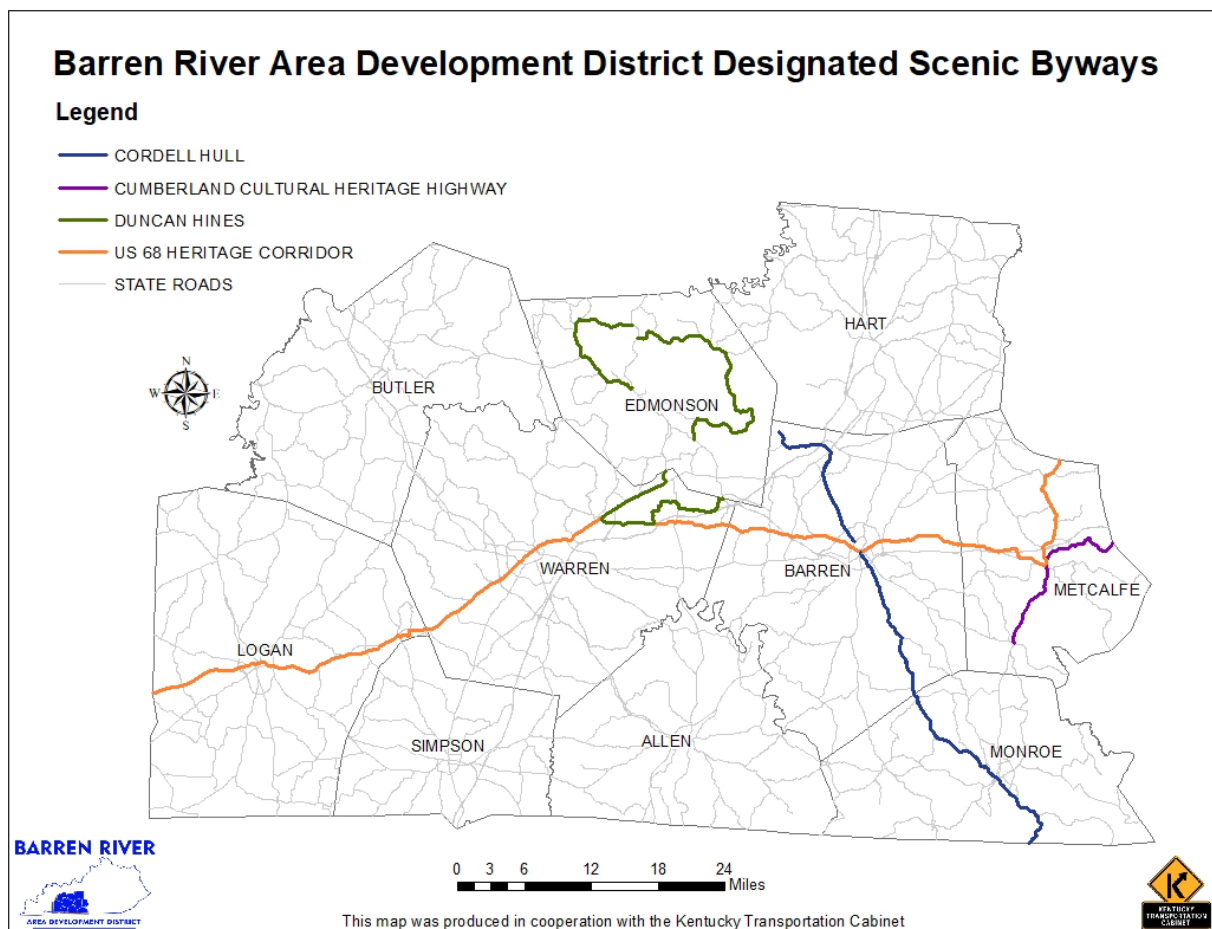 Barren River Area Development District Designated Scenic Byways
Legend
CORDELL HULL
CUMBERLAND CULTURAL HERITAGE HIGHWAY
DUNCAN HINES
US 68 HERITAGE CORRIDOR
STATE ROADS
N
W E
S
HART
BUTLER
EDMONSON
WARREN
BARREN
METCALFE
LOGAN
SIMPSON
ALLEN
MONROE
BARREN RIVER
AREA DEVELOPMENT DISTRICT
0 3 6 12 18 24
Miles
This map was produced in cooperation with the Kentucky Transportation Cabinet
KENTUCKY
TRANSPORTATION
CABINET